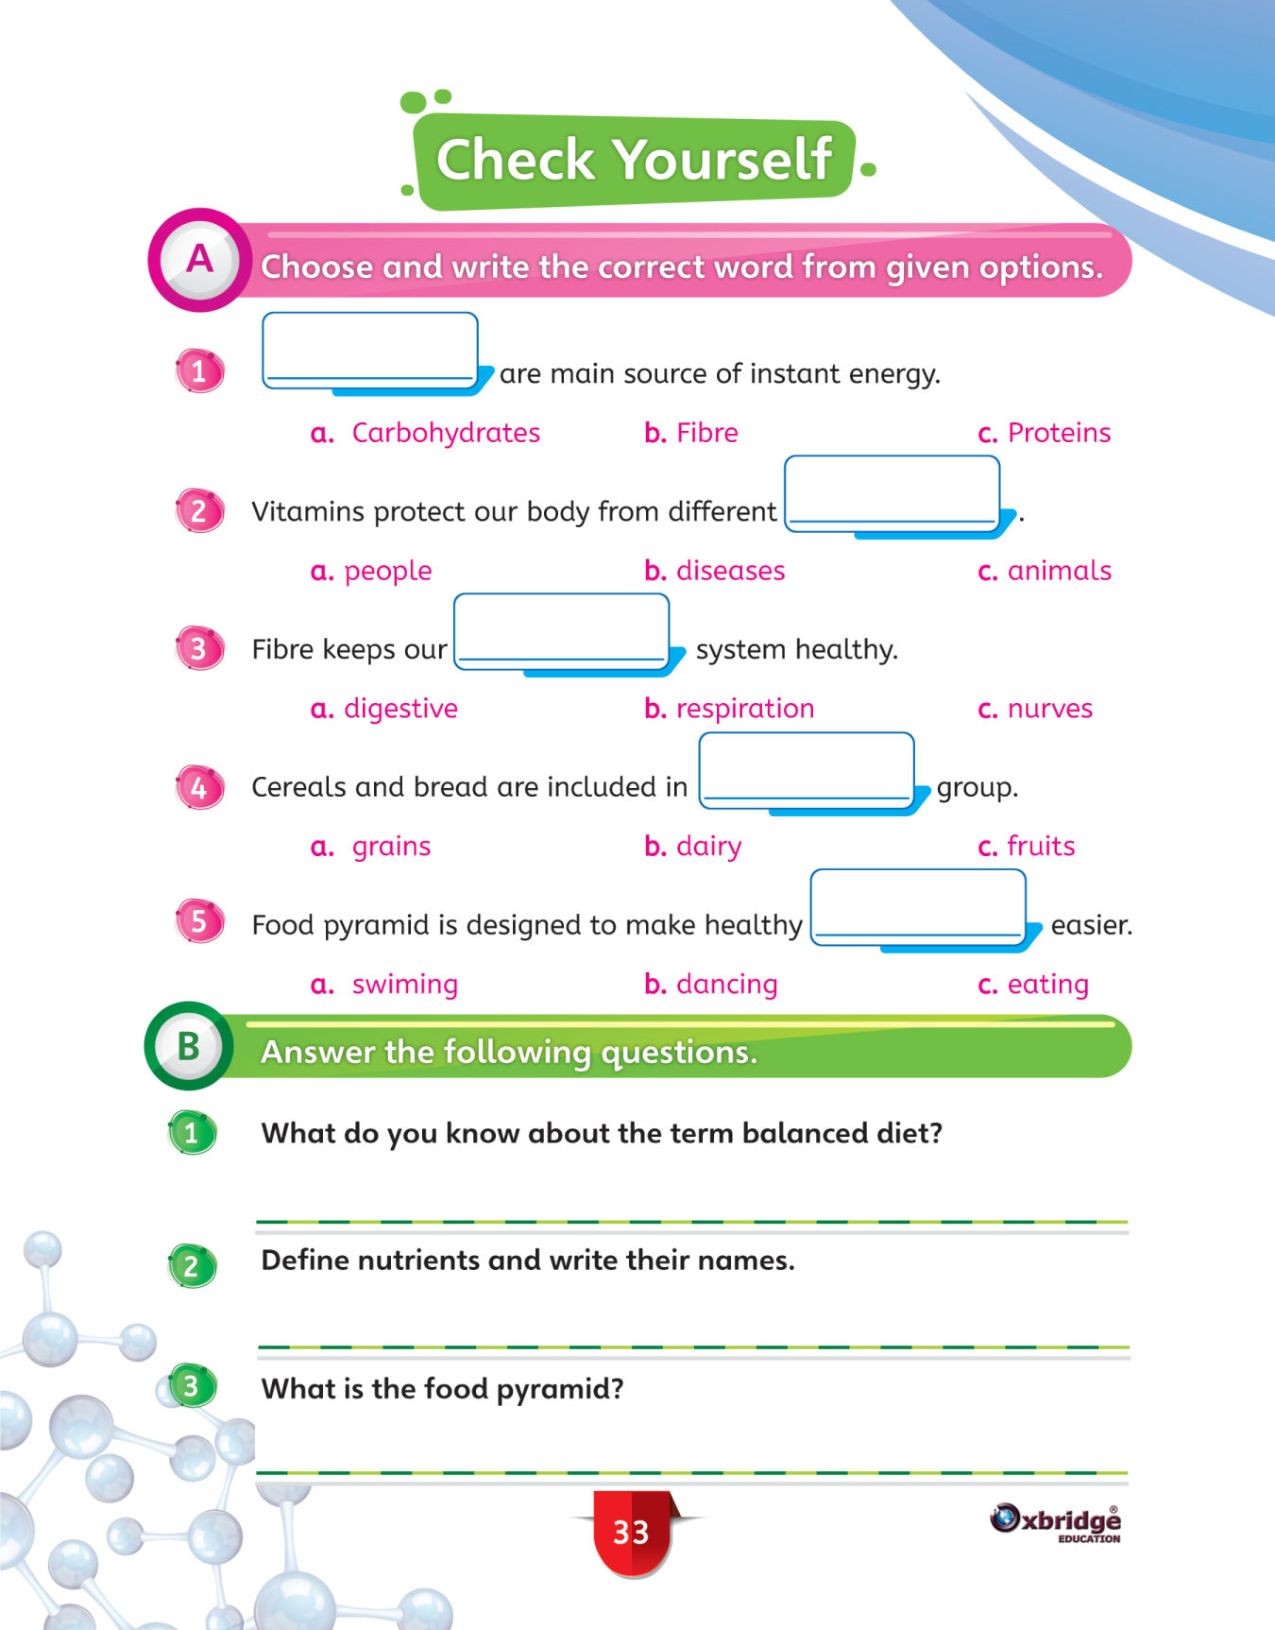 Check Yourself
A
Choose and write the correct word from given options.
1 are main source of instant energy.
a. Carbohydrates b. Fibre c. Proteins
2 Vitamins protect our body from different .
a. people b. diseases c. animals
3 Fibre keeps our system healthy.
a. digestive b. respiration c. nurves
4 Cereals and bread are included in group.
a. grains b. dairy c. fruits
5 Food pyramid is designed to make healthy easier.
a. swiming b. dancing c. eating
B
Answer the following questions.
1 What do you know about the term balanced diet?
2 Define nutrients and write their names.
3 What is the food pyramid?
33
Oxbridge®
EDUCATION